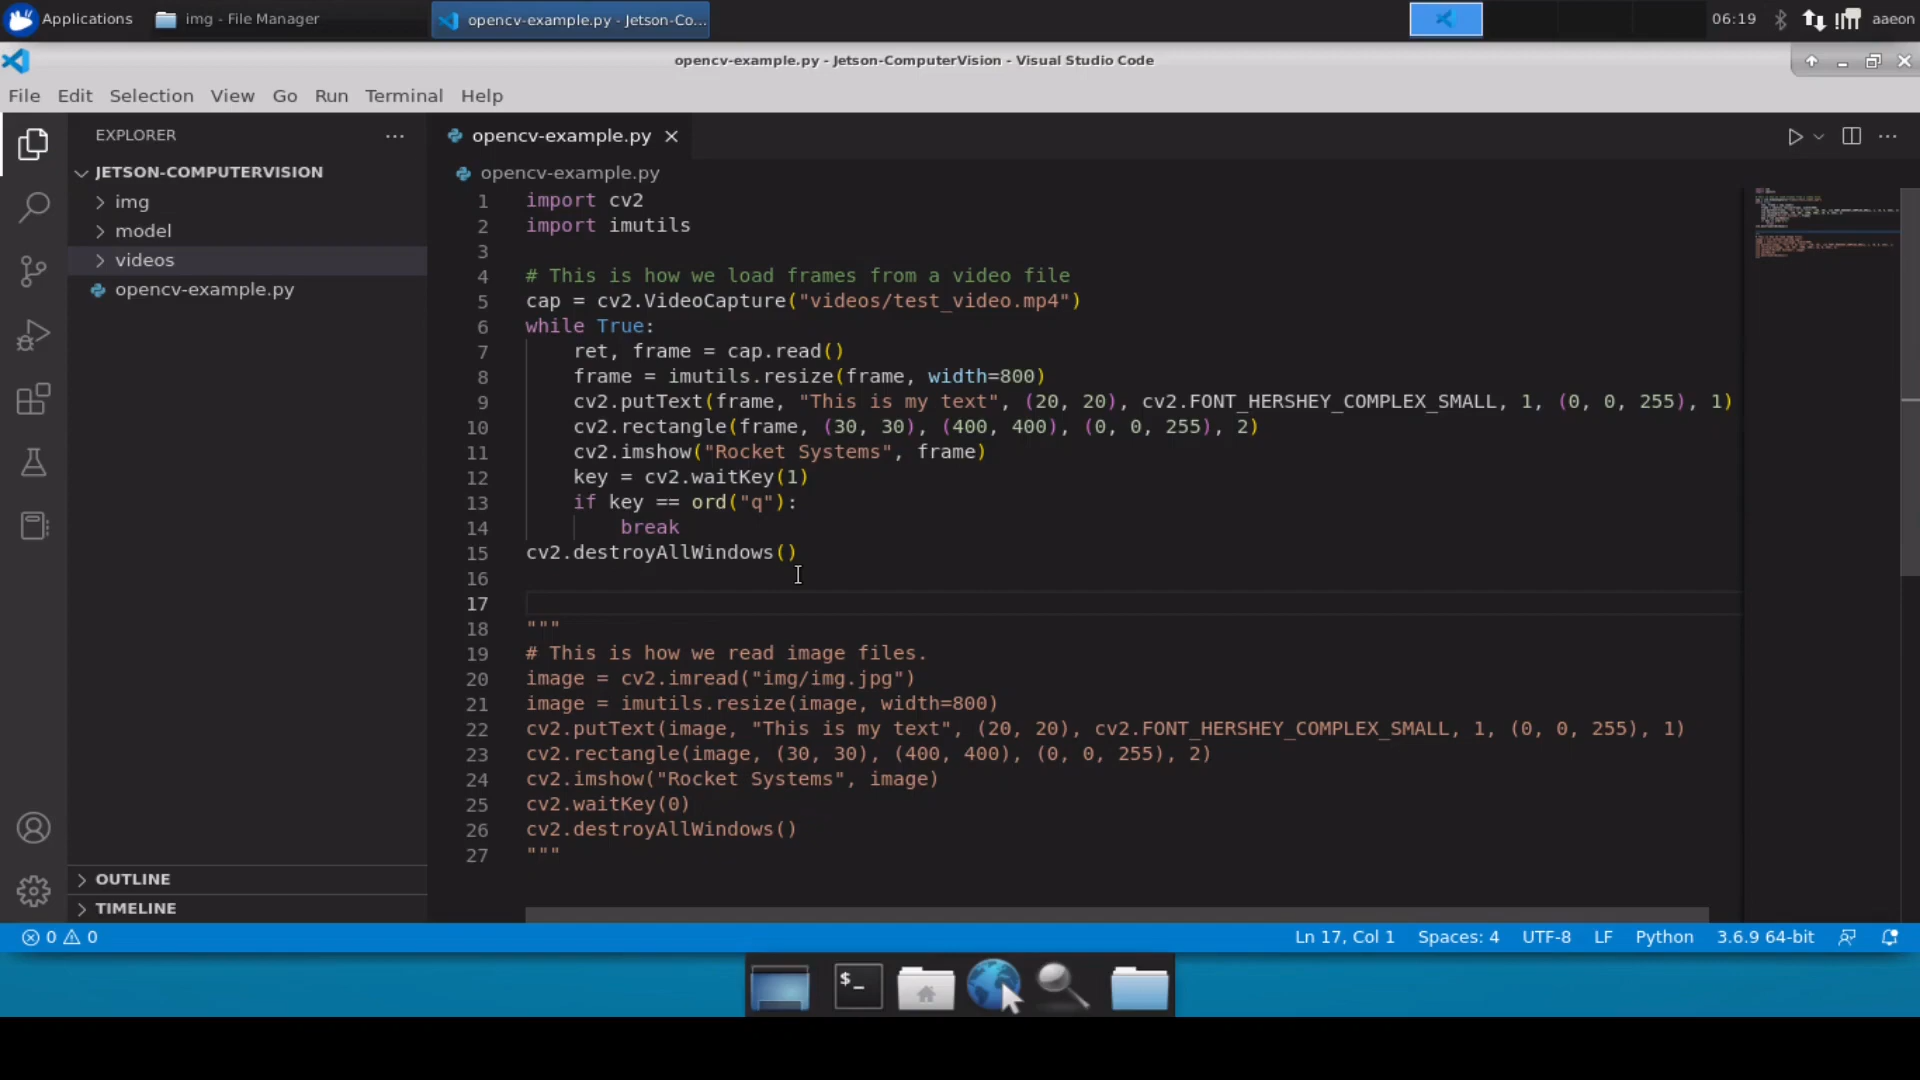 Applications img - File Manager opencv-example.py - Jetson-Co... 06:19 aaeon
opencv-example.py - Jetson-ComputerVision - Visual Studio Code
File Edit Selection View Go Run Terminal Help
EXPLORER
JETSON-COMPUTERVISION
img
model
videos
opencv-example.py
OUTLINE
TIMELINE
opencv-example.py
opencv-example.py
1 import cv2
2 import imutils
3
4 # This is how we load frames from a video file
5 cap = cv2.VideoCapture("videos/test_video.mp4")
6 while True:
7     ret, frame = cap.read()
8     frame = imutils.resize(frame, width=800)
9     cv2.putText(frame, "This is my text", (20, 20), cv2.FONT_HERSHEY_COMPLEX_SMALL, 1, (0, 0, 255), 1)
10     cv2.rectangle(frame, (30, 30), (400, 400), (0, 0, 255), 2)
11     cv2.imshow("Rocket Systems", frame)
12     key = cv2.waitKey(1)
13     if key == ord("q"):
14         break
15 cv2.destroyAllWindows()
16
17
18 """
19 # This is how we read image files.
20 image = cv2.imread("img/img.jpg")
21 image = imutils.resize(image, width=800)
22 cv2.putText(image, "This is my text", (20, 20), cv2.FONT_HERSHEY_COMPLEX_SMALL, 1, (0, 0, 255), 1)
23 cv2.rectangle(image, (30, 30), (400, 400), (0, 0, 255), 2)
24 cv2.imshow("Rocket Systems", image)
25 cv2.waitKey(0)
26 cv2.destroyAllWindows()
27 """
0 0 Ln 17, Col 1 Spaces: 4 UTF-8 LF Python 3.6.9 64-bit
$_